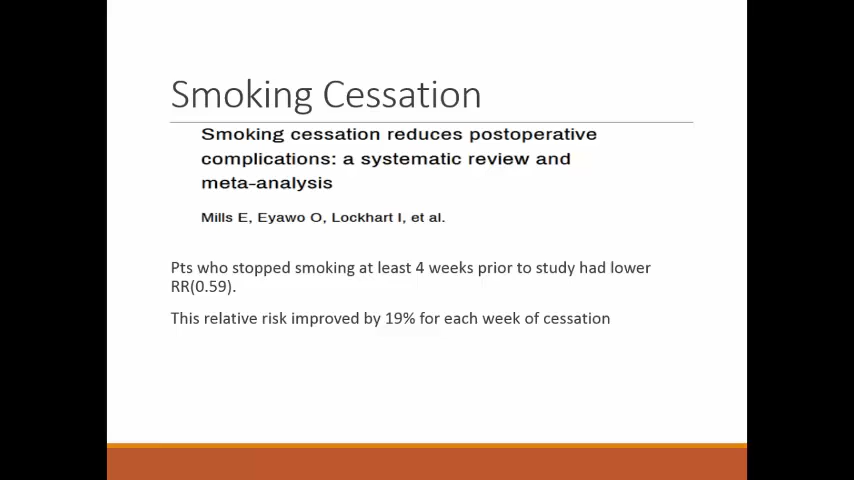 Smoking Cessation
Smoking cessation reduces postoperative
complications: a systematic review and
meta-analysis
Mills E, Eyawo O, Lockhart I, et al.
Pts who stopped smoking at least 4 weeks prior to study had lower
RR(0.59).
This relative risk improved by 19% for each week of cessation